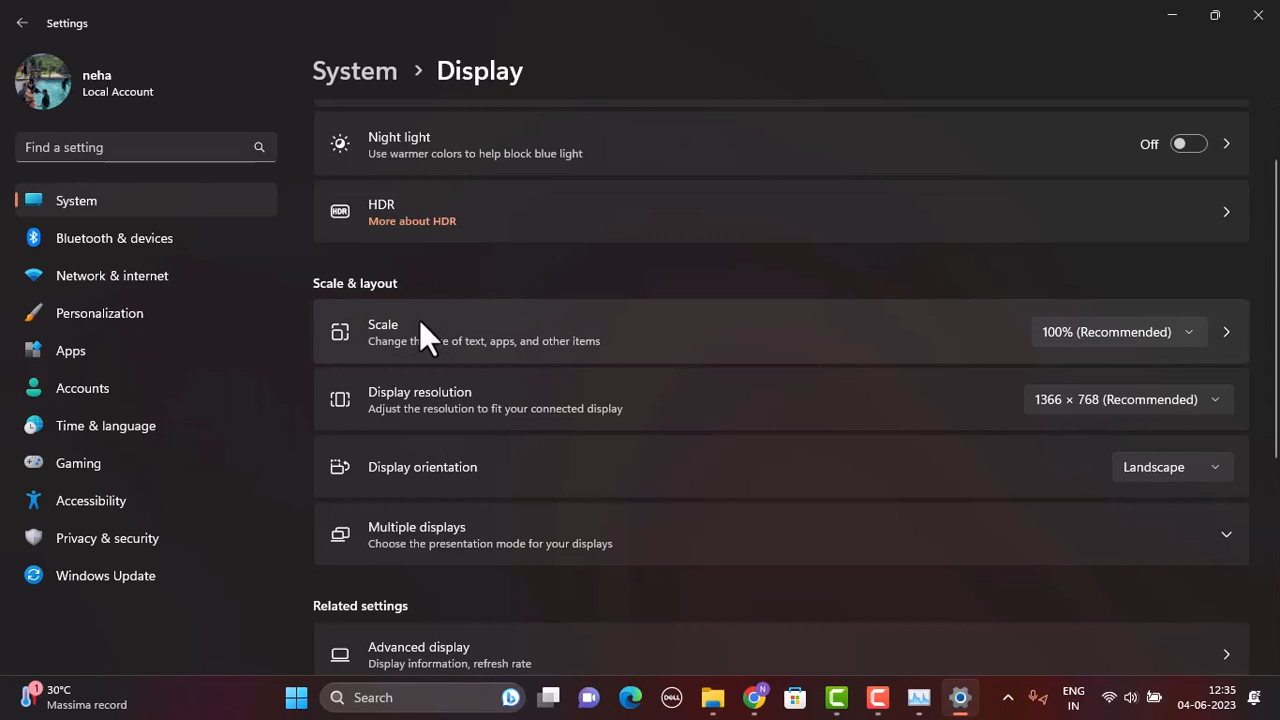 Settings
neha
Local Account
Find a setting
System
Bluetooth & devices
Network & internet
Personalization
Apps
Accounts
Time & language
Gaming
Accessibility
Privacy & security
Windows Update
System > Display
Night light
Use warmer colors to help block blue light
Off
HDR
HDR
More about HDR
Scale & layout
Scale
Change of text, apps, and other items
100% (Recommended)
Display resolution
Adjust the resolution to fit your connected display
1366 × 768 (Recommended)
Display orientation
Landscape
Multiple displays
Choose the presentation mode for your displays
Related settings
Advanced display
Display information, refresh rate
1
30°C
Massima record
Search
DELL
N
ENG
IN
12:35
04-06-2023